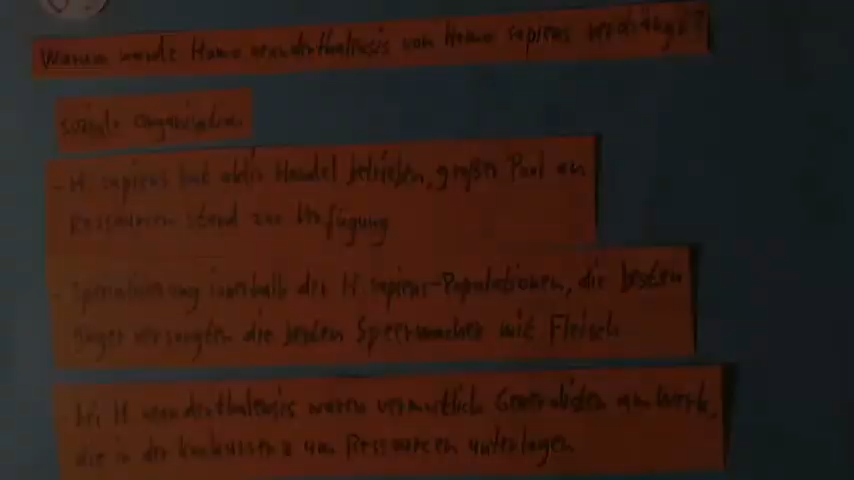 Warum wurde Homo neanderthalensis von Homo sapiens verdrängt?
soziale Organisation
- H. sapiens hat aktiv Handel betrieben, großer Pool an
Ressourcen stand zur Verfügung
- Spezialisierung innerhalb der H. sapiens-Populationen, die besten
Jäger versorgten die besten Speermacher mit Fleisch
- bei H. neanderthalensis waren vermutlich Generalisten am Werk,
die in der Konkurrenz um Ressourcen unterlagen